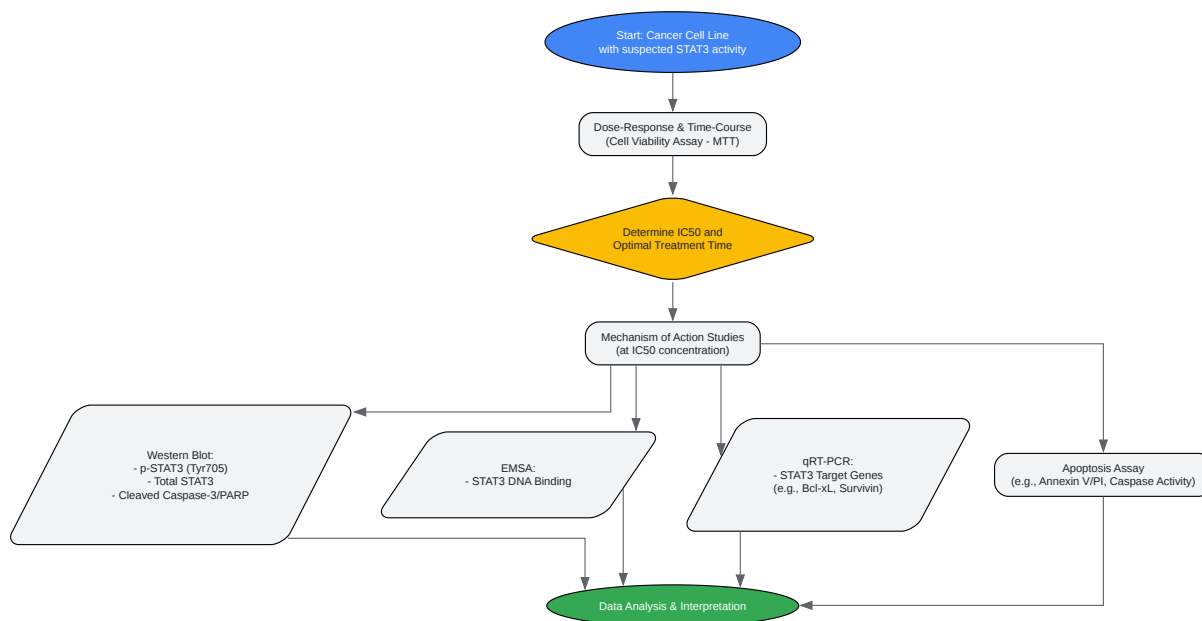 Start: Cancer Cell Line
with suspected STAT3 activity
Dose-Response & Time-Course
(Cell Viability Assay - MTT)
Determine IC50 and
Optimal Treatment Time
Mechanism of Action Studies
(at IC50 concentration)
Western Blot:
- p-STAT3 (Tyr705)
- Total STAT3
- Cleaved Caspase-3/PARP
EMSA:
- STAT3 DNA Binding
qRT-PCR:
- STAT3 Target Genes
(e.g., Bcl-xL, Survivin)
Apoptosis Assay
(e.g., Annexin V/PI, Caspase Activity)
Data Analysis & Interpretation